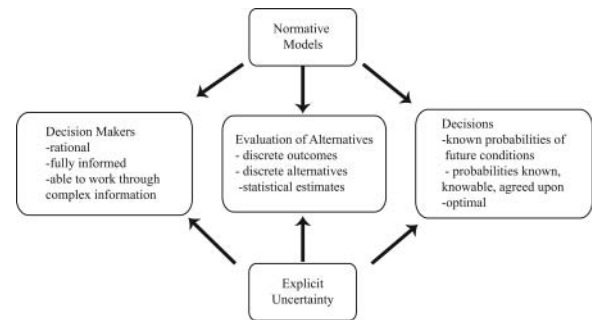 Normative
Models
Decision Makers
-rational
-fully informed
-able to work through
complex information
Evaluation of Alternatives
- discrete outcomes
- discrete alternatives
-statistical estimates
Decisions
-known probabilities of
future conditions
- probabilities known,
knowable, agreed upon
-optimal
Explicit
Uncertainty